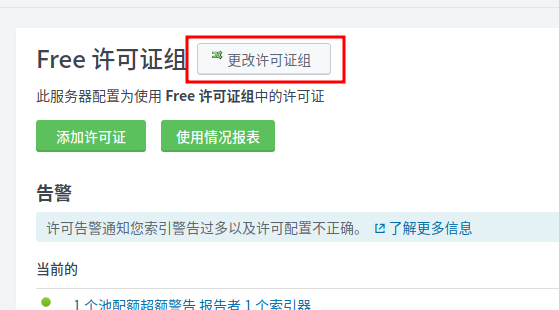 Free 许可证组 更改许可证组
此服务器配置为使用 Free 许可证组中的许可证
添加许可证 使用情况报表
告警
许可告警通知您索引警告过多以及许可配置不正确。 了解更多信息
当前的
1 个池配额超额警告 报告者 1 个索引器